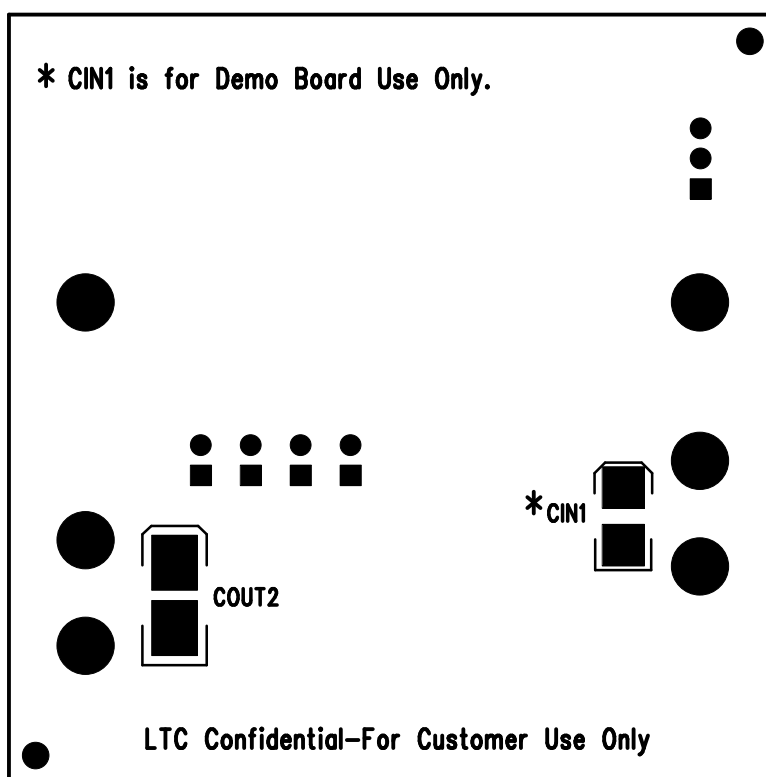 * CIN1 is for Demo Board Use Only.
*CIN1
COUT2
LTC Confidential–For Customer Use Only